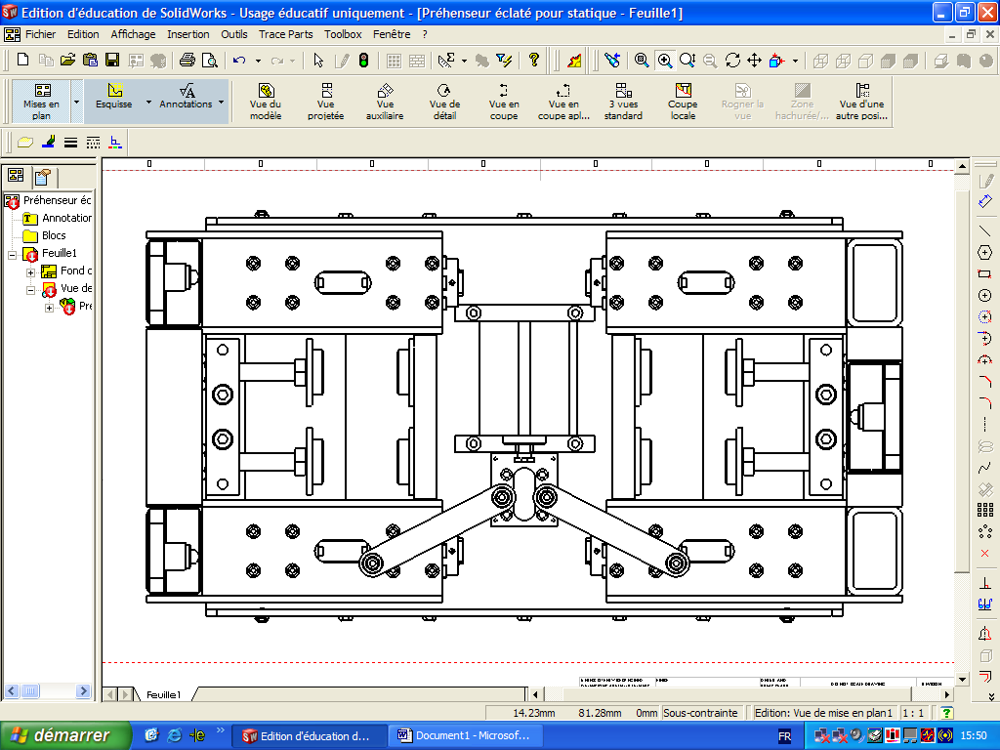 Edition d'éducation de SolidWorks - Usage éducatif uniquement - [Préhenseur éclaté pour statique - Feuille1]
Fichier Edition Affichage Insertion Outils Trace Parts Toolbox Fenêtre ?
Mises en plan
Esquisse
Annotations
Vue du modèle
Vue projetée
Vue auxiliaire
Vue de détail
Vue en coupe
Vue en coupe apl...
3 vues standard
Coupe locale
Rogner la vue
Zone hachurée/...
Vue d'une autre posi...
Préhenseur éc
Annotation
Blocs
Feuille1
Fond c
Vue de
Pré
Feuille1
14.23mm 81.28mm 0mm Sous-contrainte Edition: Vue de mise en plan1 1 : 1
démarrer Edition d'éducation d... Document1 - Microsof... FR 15:50